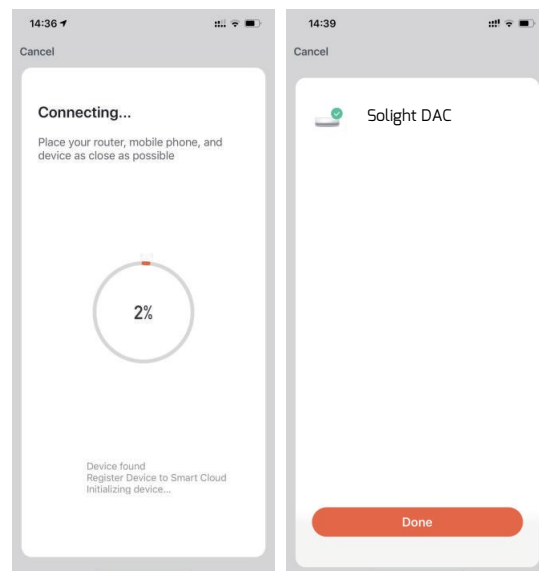 14:36
Cancel
Connecting...
Place your router, mobile phone, and
device as close as possible
2%
Device found
Register Device to Smart Cloud
Initializing device...
14:39
Cancel
Solight DAC
Done